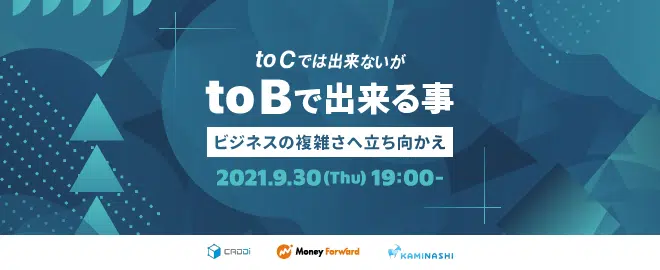 to Cでは出来ないが
to Bで出来る事
ビジネスの複雑さへ立ち向かえ
2021.9.30(Thu) 19:00-
CADDi Money Forward KAMINASHI